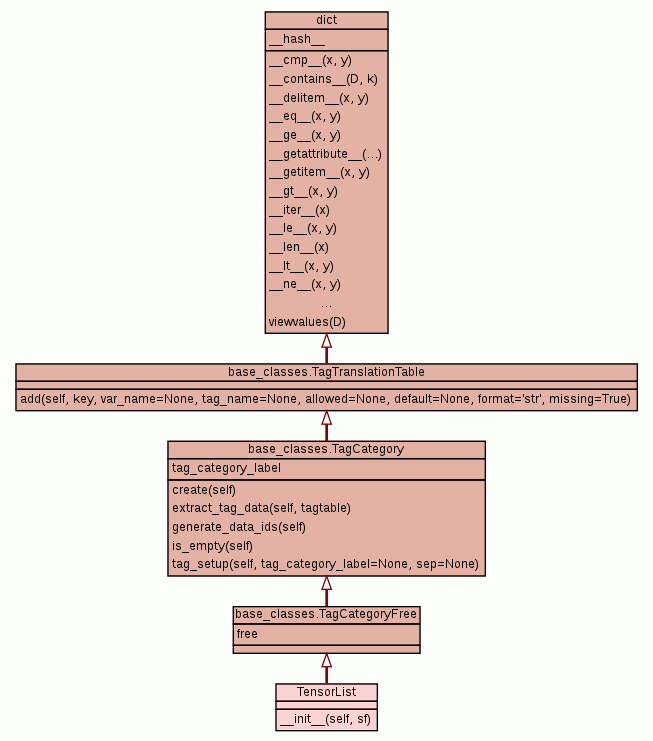 dict
__hash__
__cmp__(x, y)
__contains__(D, k)
__delitem__(x, y)
__eq__(x, y)
__ge__(x, y)
__getattribute__(...)
__getitem__(x, y)
__gt__(x, y)
__iter__(x)
__le__(x, y)
__len__(x)
__lt__(x, y)
__ne__(x, y)
...
viewvalues(D)
base_classes.TagTranslationTable
add(self, key, var_name=None, tag_name=None, allowed=None, default=None, format='str', missing=True)
base_classes.TagCategory
tag_category_label
create(self)
extract_tag_data(self, tagtable)
generate_data_ids(self)
is_empty(self)
tag_setup(self, tag_category_label=None, sep=None)
base_classes.TagCategoryFree
free
TensorList
__init__(self, sf)